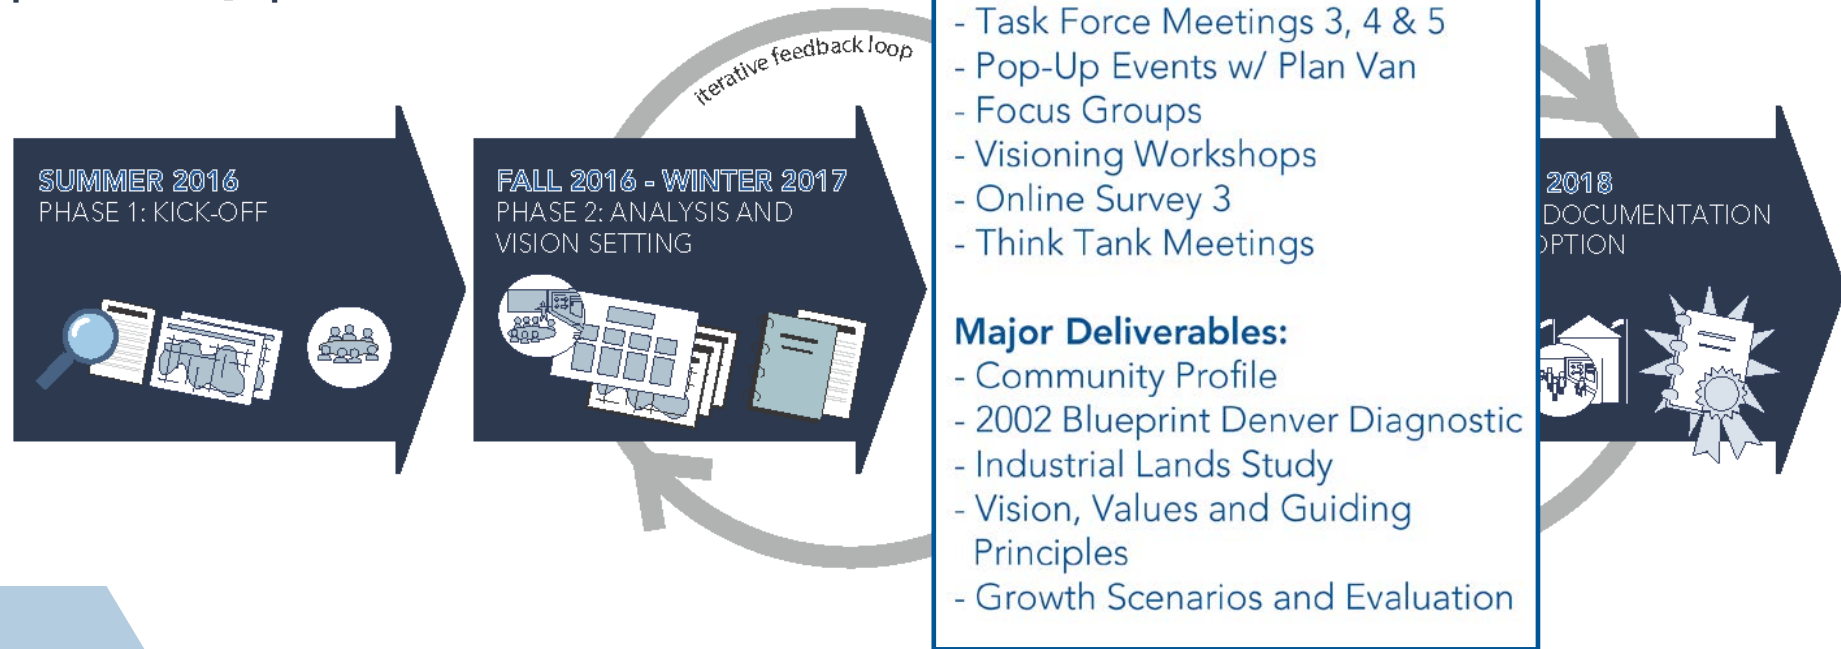 iterative feedback loop
SUMMER 2016
PHASE 1: KICK-OFF
FALL 2016 - WINTER 2017
PHASE 2: ANALYSIS AND
VISION SETTING
- Task Force Meetings 3, 4 & 5
- Pop-Up Events w/ Plan Van
- Focus Groups
- Visioning Workshops
- Online Survey 3
- Think Tank Meetings
Major Deliverables:
- Community Profile
- 2002 Blueprint Denver Diagnostic
- Industrial Lands Study
- Vision, Values and Guiding
Principles
- Growth Scenarios and Evaluation
2018
DOCUMENTATION